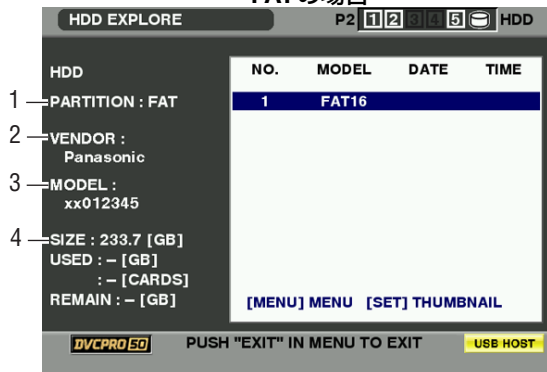 FATの場合
HDD EXPLORE
P2 1 2 3 4 5 HDD
HDD
NO. MODEL DATE TIME
1 PARTITION : FAT
1 FAT16
2 VENDOR :
Panasonic
3 MODEL :
xx012345
4 SIZE : 233.7 [GB]
USED : – [GB]
: – [CARDS]
REMAIN : – [GB]
[MENU] MENU [SET] THUMBNAIL
DVCPRO 50 PUSH "EXIT" IN MENU TO EXIT USB HOST